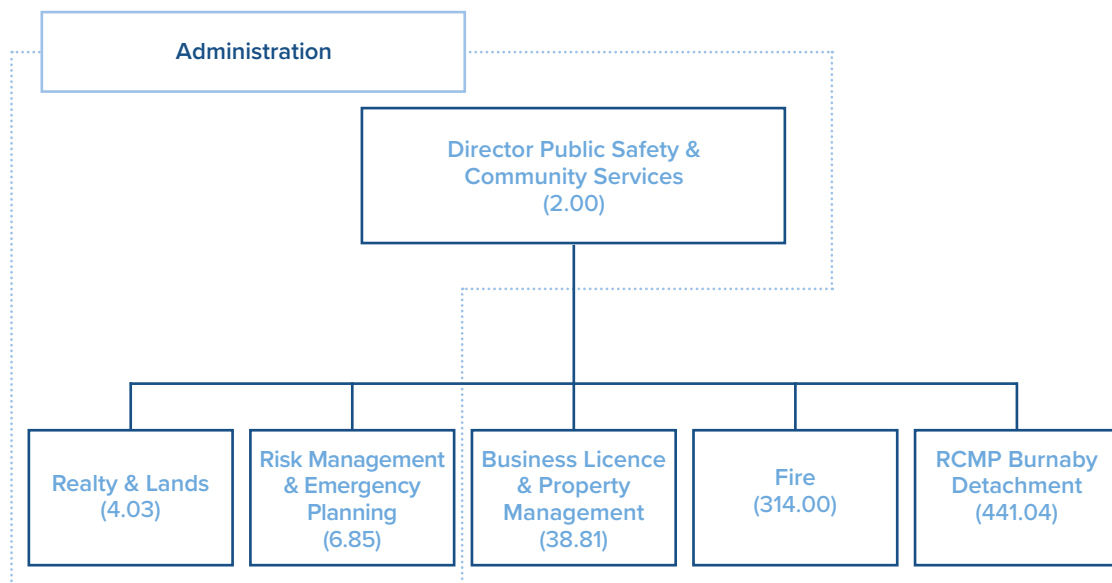 Administration
Director Public Safety &
Community Services
(2.00)
Realty & Lands
(4.03)
Risk Management
& Emergency
Planning
(6.85)
Business Licence
& Property
Management
(38.81)
Fire
(314.00)
RCMP Burnaby
Detachment
(441.04)